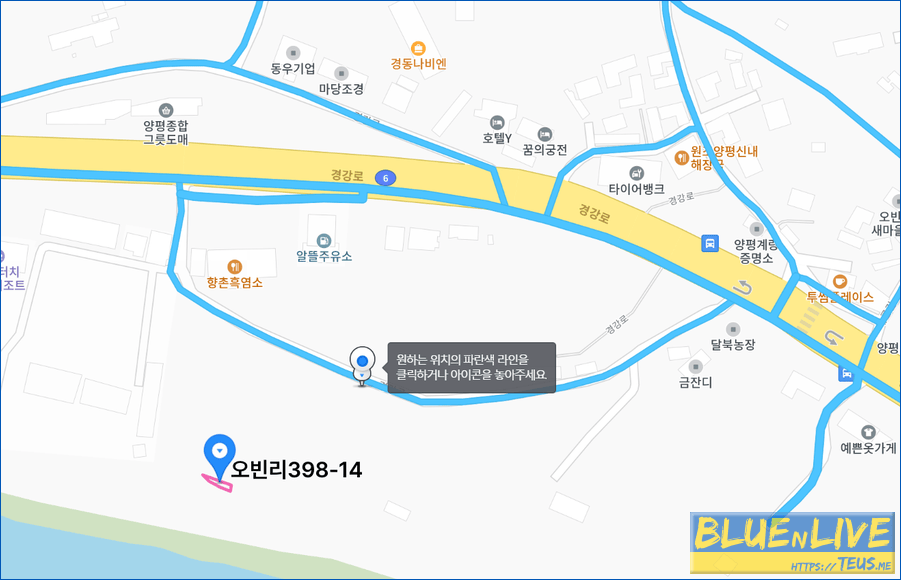 동우기업
경동나비엔
마당조경
양평종합
그릇도매
호텔Y
꿈의궁전
원조양평신내
해장국
타이어뱅크
경강로
6
경강로
경강로
오빈
새마을
양평계량
증명소
알뜰주유소
향촌흑염소
터치
조트
투썸플레이스
경강로
원하는 위치의 파란색 라인을
클릭하거나 아이콘을 놓아주세요
달북농장
양평
금잔디
예쁜옷가게
오빈리398-14
BLUEnLIVE
HTTPS://TEUS.ME